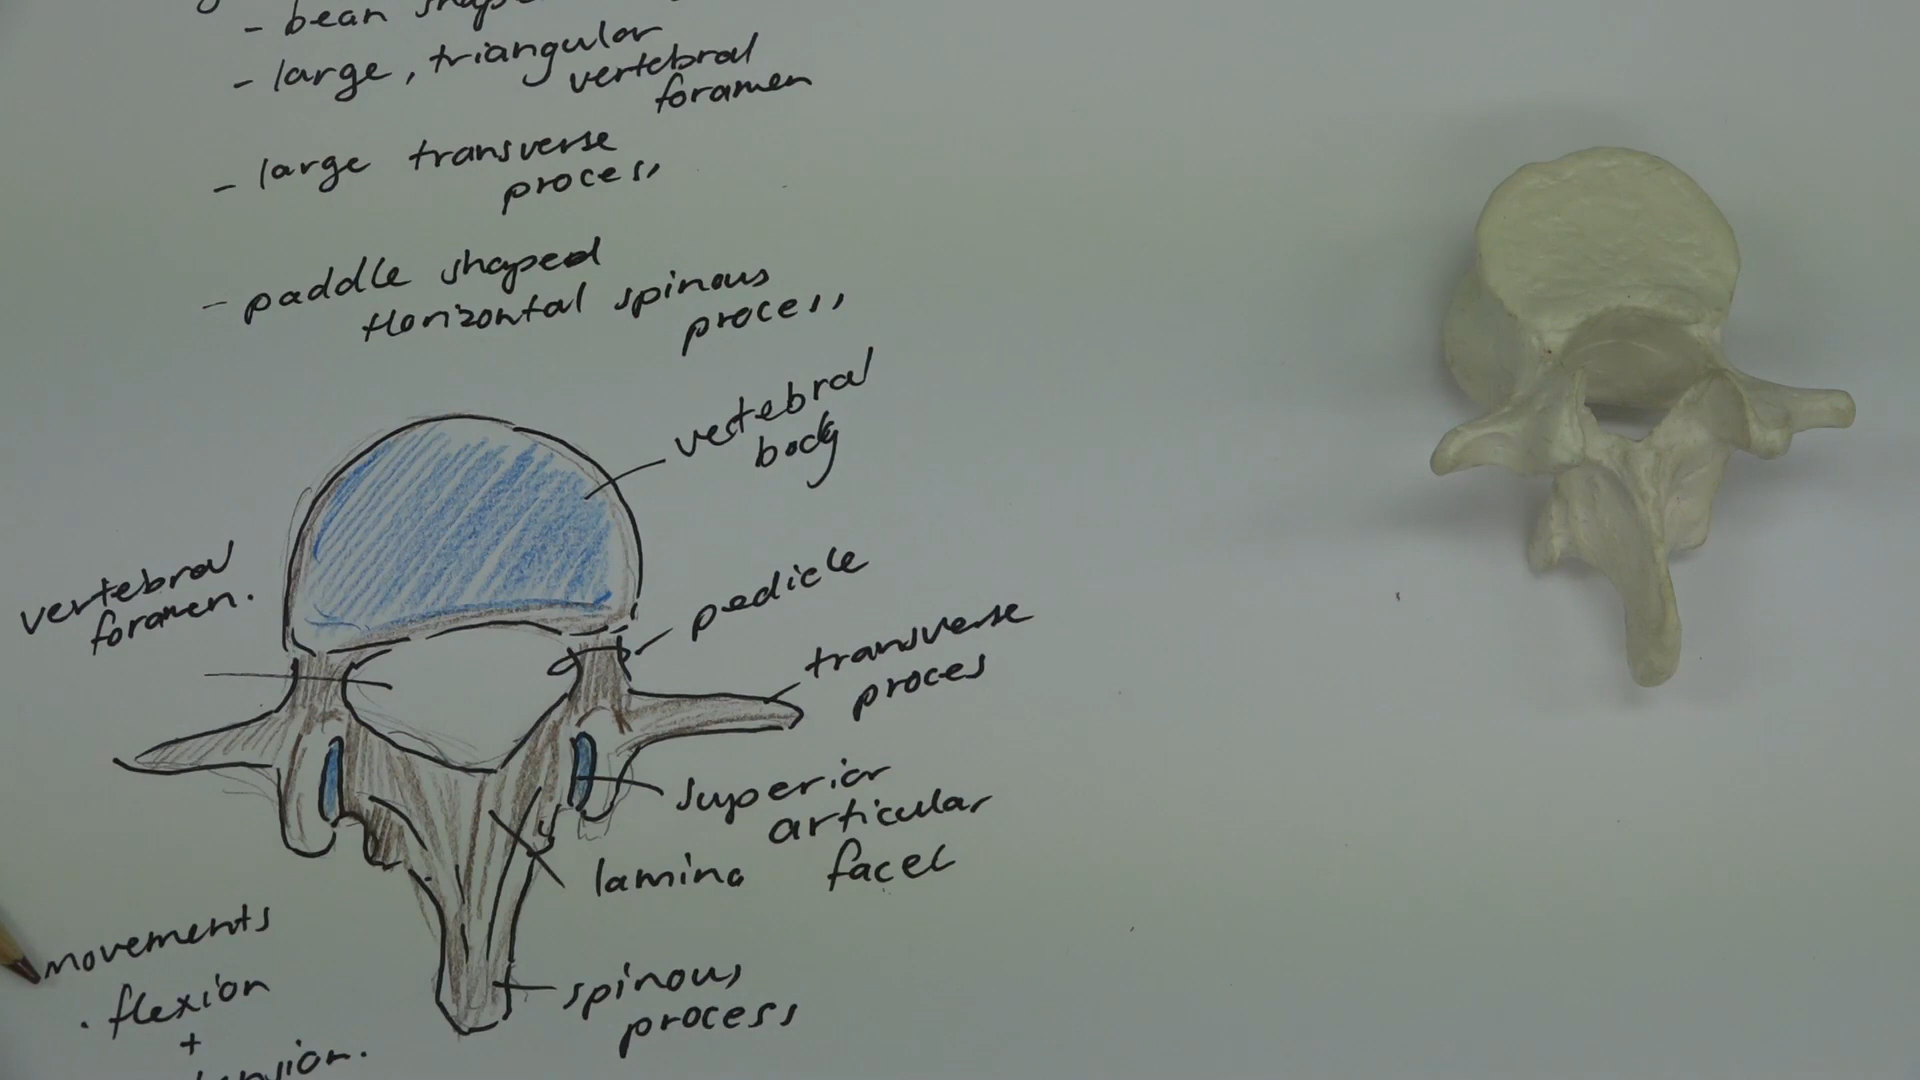 - bean
- large, triangular
vertebral
foramen
- large transverse
process
- paddle shaped
Horizontal spinous
process
vertebral
body
vertebral
foramen.
pedicle
transverse
proces
superior
articular
facet
lamina
movements
. flexion
+
spinous
process